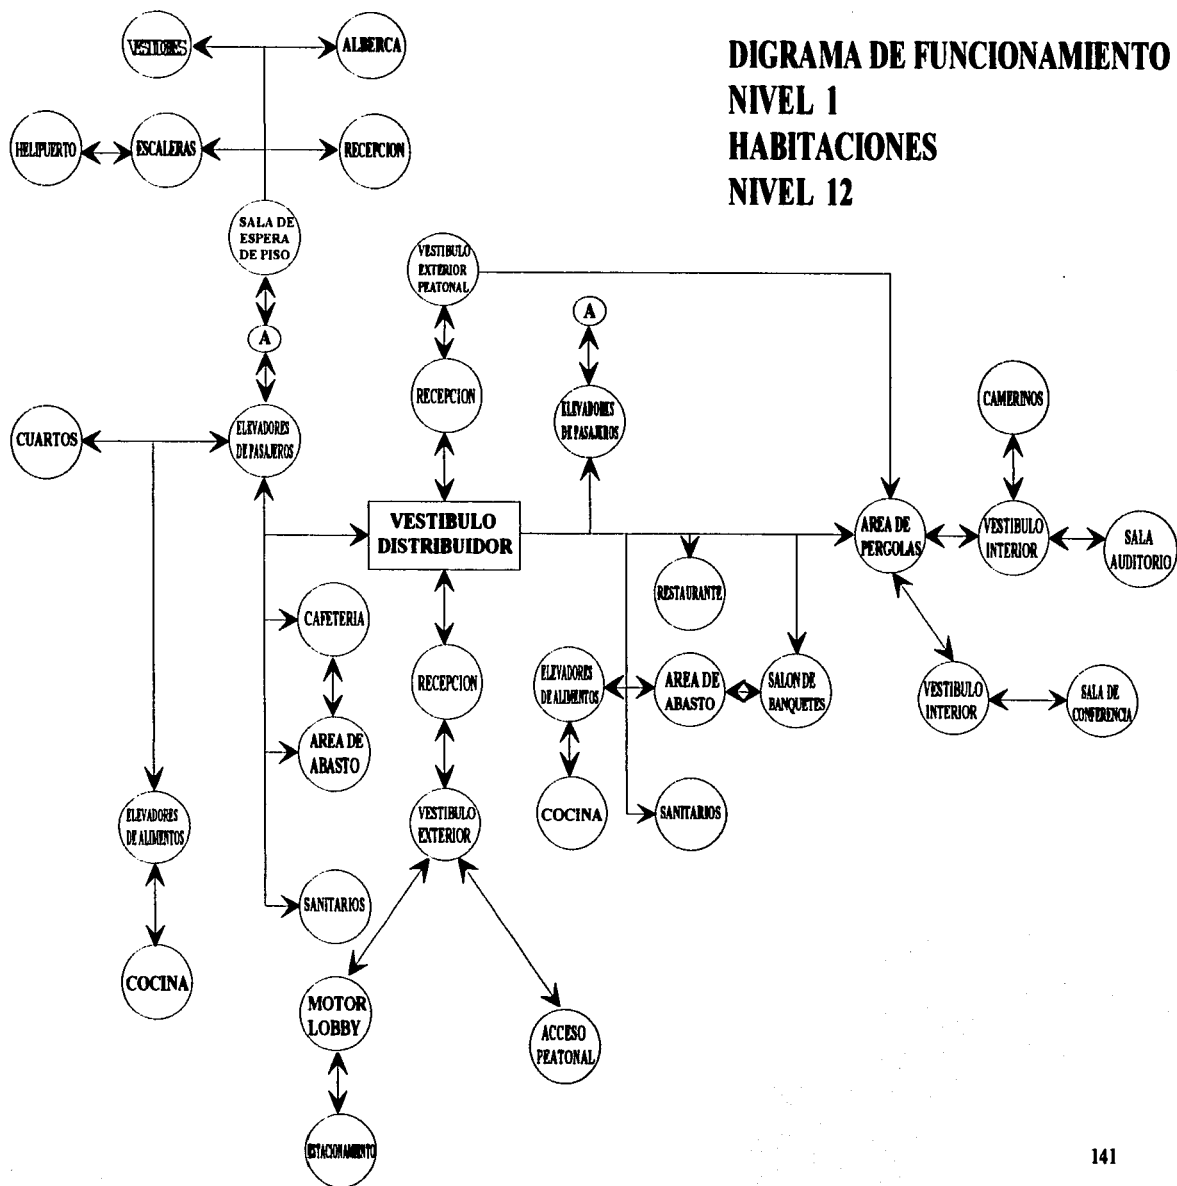 DIGRAMA DE FUNCIONAMIENTO
NIVEL 1
HABITACIONES
NIVEL 12
ALBERCA
HELIPUERTO
ESCALERAS
RECEPCION
SALA DE
ESPERA
DE PISO
A
CUARTOS
ELEVADORES
DE PASAJEROS
VESTIBULO
EXTERIOR
PEATONAL
RECEPCION
A
ELEVADORES
DE PASAJEROS
CAMERINOS
VESTIBULO
DISTRIBUIDOR
AREA DE
PERGOLAS
VESTIBULO
INTERIOR
SALA
AUDITORIO
CAFETERIA
RESTAURANTE
RECEPCION
ELEVADORES
DE ALIMENTOS
AREA DE
ABASTO
SALON DE
BANQUETES
VESTIBULO
INTERIOR
SALA DE
CONFERENCIA
AREA DE
ABASTO
ELEVADORES
DE ALIMENTOS
VESTIBULO
EXTERIOR
COCINA
SANITARIOS
SANITARIOS
COCINA
MOTOR
LOBBY
ACCESO
PEATONAL
ESTACIONAMIENTO
141